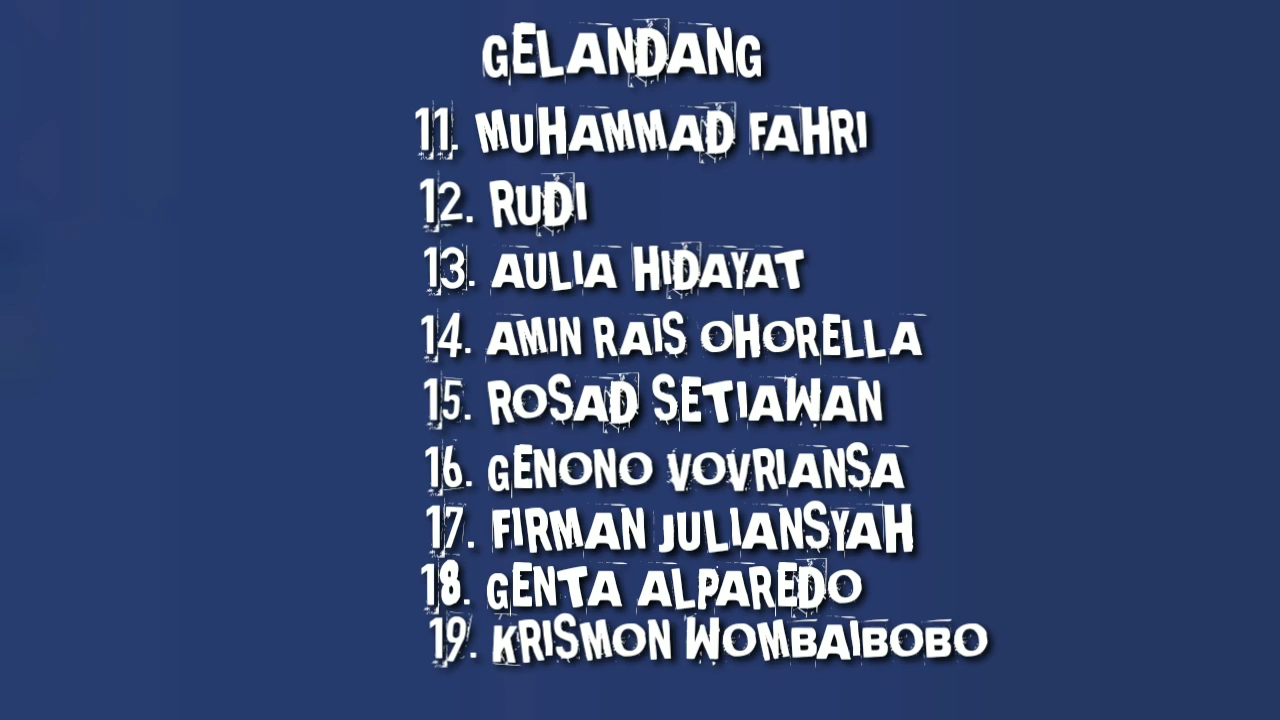 GELANDANG
11. MUHAMMAD FAHRI
12. RUDI
13. AULIA HIDAYAT
14. AMIN RAIS OHORELLA
15. ROSAD SETIAWAN
16. GENONO VOVRIANSA
17. FIRMAN JULIANSYAH
18. GENTA ALPAREDO
19. KRISMON WOMBAIBOBO